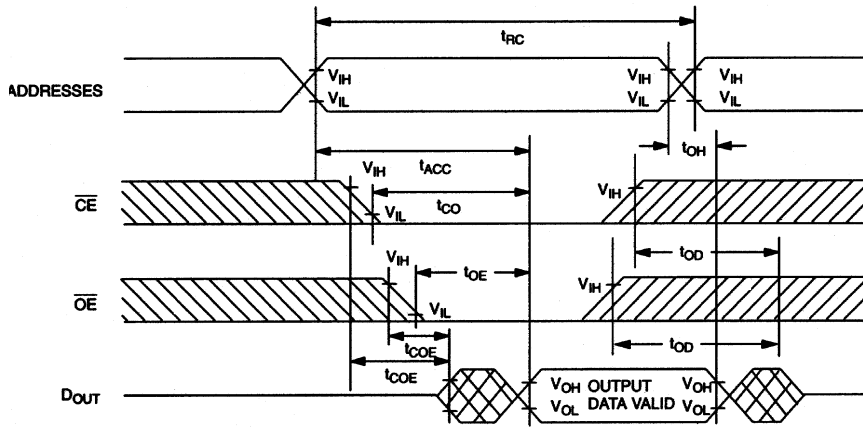 tRC
ADDRESSES
VIH VIH VIH
VIL VIL VIL
tOH
tACC
VIH
CE VIH
tCO
VIL
tOD
VIH
tOE
OE VIH
VIL
tOD
tCOE
tCOE
DOUT
VOH OUTPUT VOH
VOL DATA VALID VOL